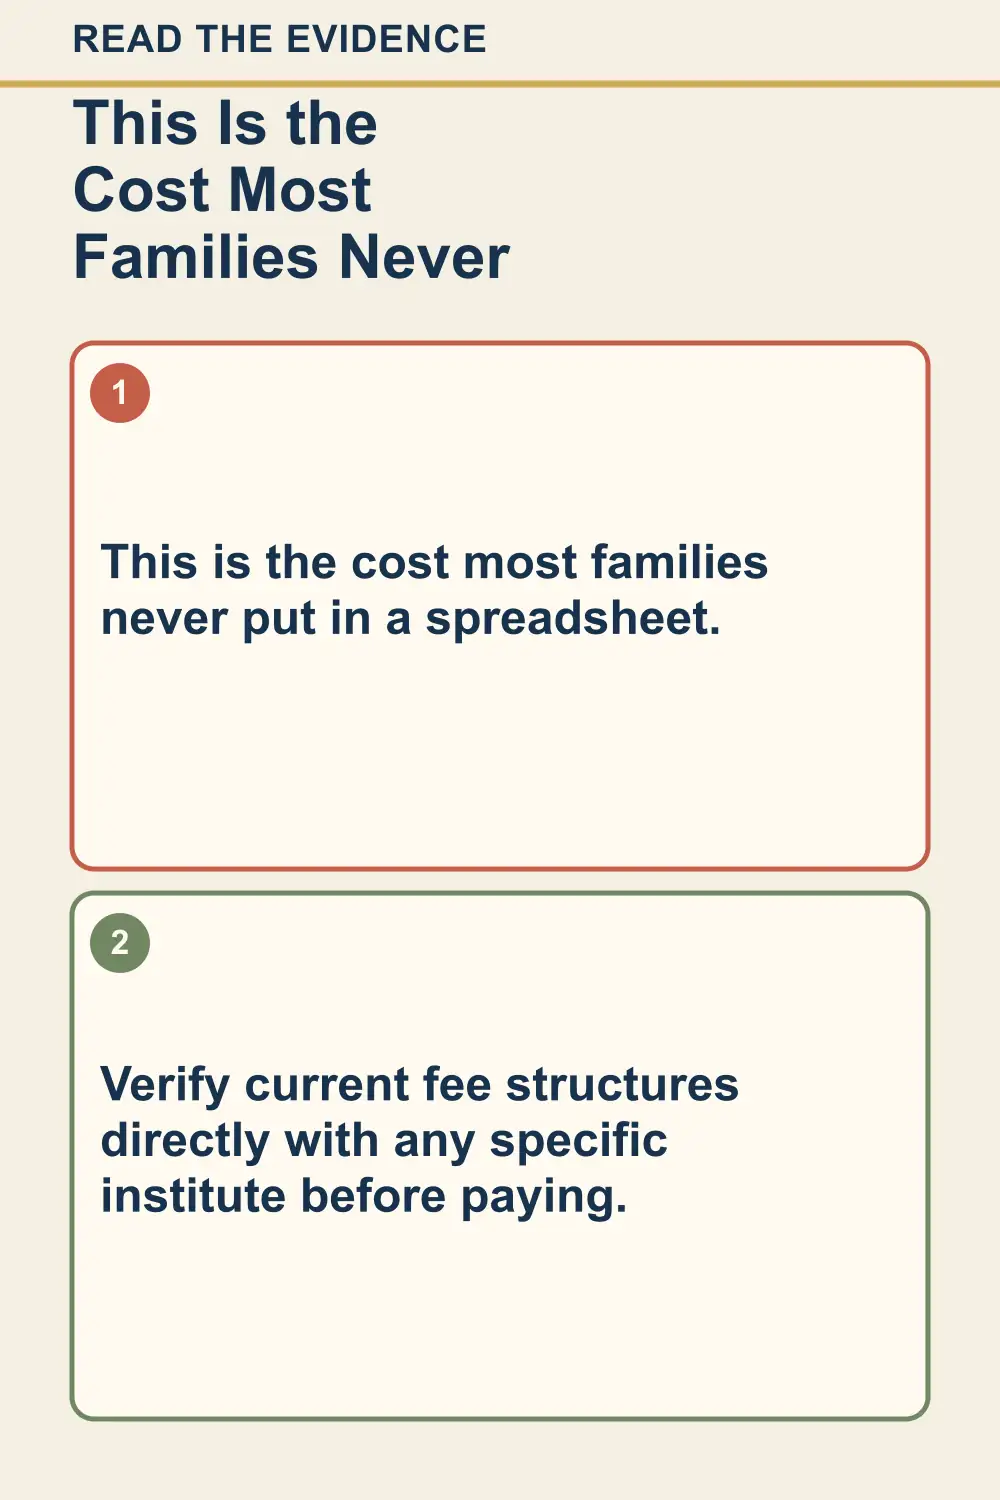 READ THE EVIDENCE
This Is the
Cost Most
Families Never
1
This is the cost most families
never put in a spreadsheet.
2
Verify current fee structures
directly with any specific
institute before paying.